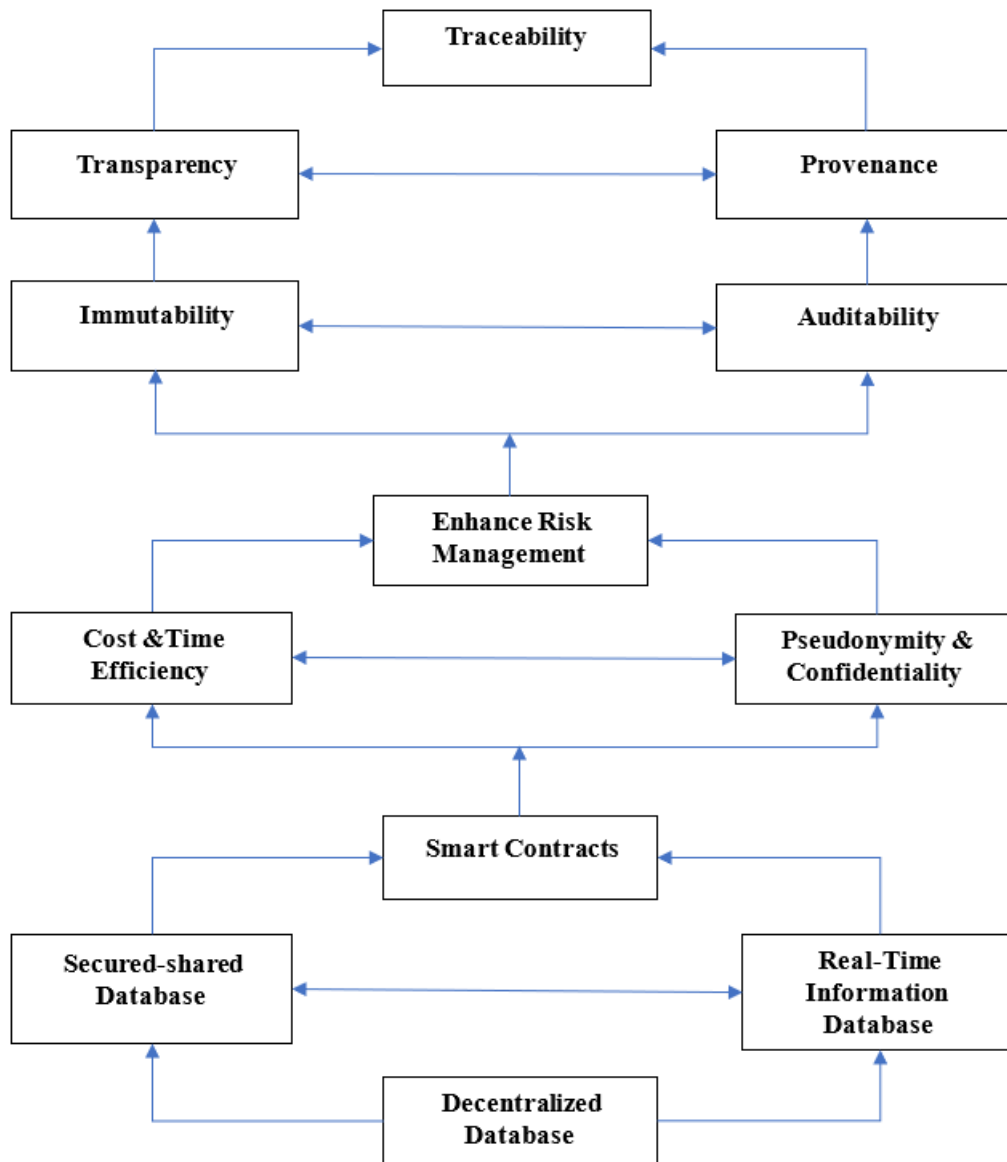 Traceability
Transparency
Provenance
Immutability
Auditability
Enhance Risk
Management
Cost &Time
Efficiency
Pseudonymity &
Confidentiality
Smart Contracts
Secured-shared
Database
Real-Time
Information
Database
Decentralized
Database